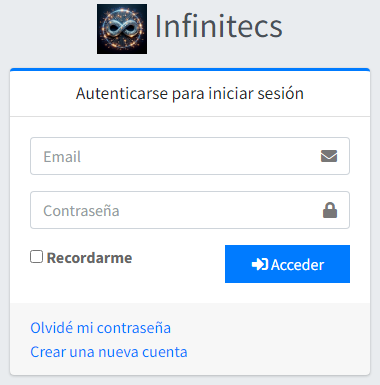 Infinitecs
Autenticarse para iniciar sesión
Email
Contraseña
Recordarme
Acceder
Olvidé mi contraseña
Crear una nueva cuenta